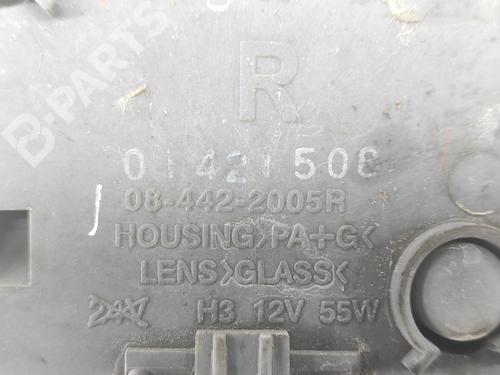 B-PARTS
R
01421508
08-442-2005R
HOUSING>PA+G<
LENS>GLASS<
H3 12V 55W